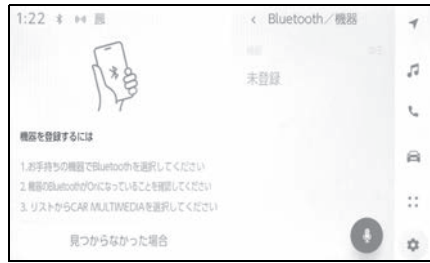 1:22
機器を登録するには
1.お手持ちの機器でBluetoothを選択してください
2.機器のBluetoothがOnになっていることを確認してください
3. リストからCAR MULTIMEDIAを選択してください
見つからなかった場合
< Bluetooth／機器
未登録